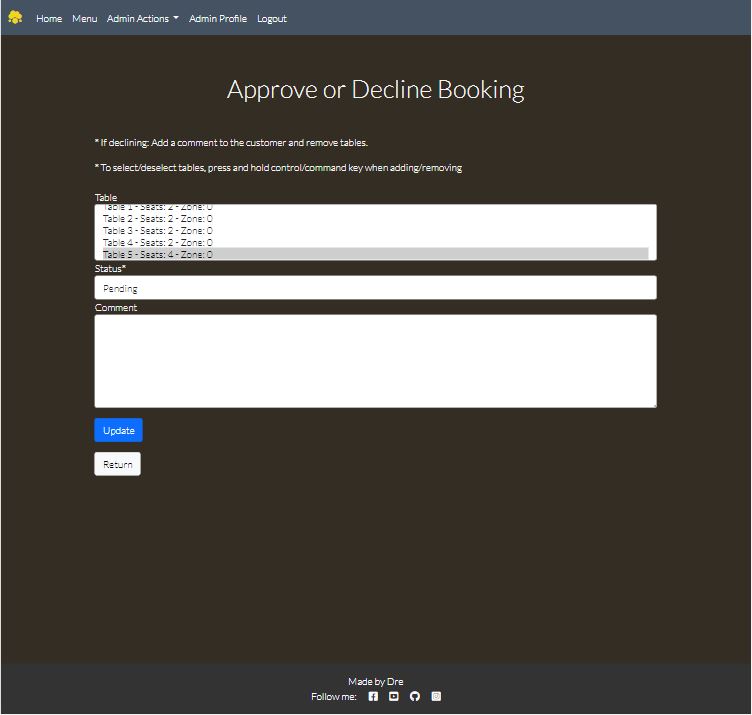 Home Menu Admin Actions Admin Profile Logout
Approve or Decline Booking
* If declining: Add a comment to the customer and remove tables.
* To select/deselect tables, press and hold control/command key when adding/removing
Table
Table 1 - Seats: 2 - Zone: 0
Table 2 - Seats: 2 - Zone: 0
Table 3 - Seats: 2 - Zone: 0
Table 4 - Seats: 2 - Zone: 0
Table 5 - Seats: 4 - Zone: 0
Status*
Pending
Comment
Update
Return
Made by Dre
Follow me: